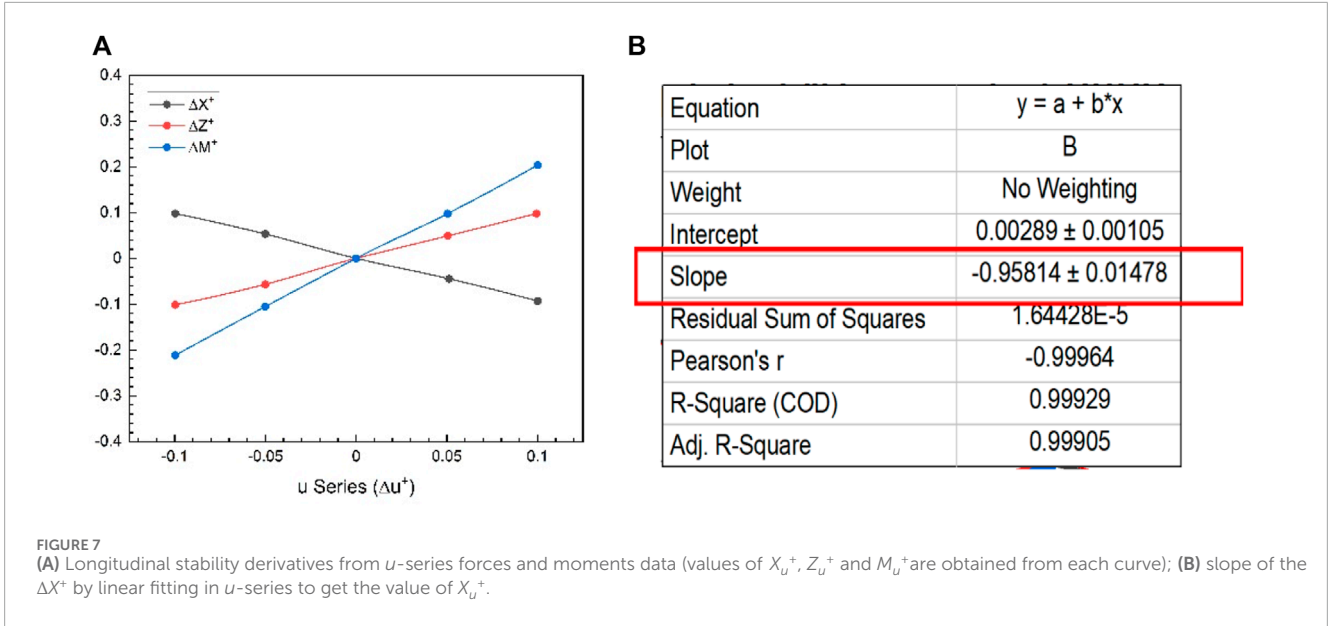 A
B
0.4
0.3
0.2
0.1
0
-0.1
-0.2
-0.3
-0.4
ΔX⁺
ΔZ⁺
ΔM⁺
-0.1 -0.05 0 0.05 0.1
u Series (Δu⁺)
Equation y = a + b*x
Plot B
Weight No Weighting
Intercept 0.00289 ± 0.00105
Slope -0.95814 ± 0.01478
Residual Sum of Squares 1.64428E-5
Pearson's r -0.99964
R-Square (COD) 0.99929
Adj. R-Square 0.99905
FIGURE 7
(A) Longitudinal stability derivatives from u-series forces and moments data (values of Xᵤ⁺, Zᵤ⁺ and Mᵤ⁺are obtained from each curve); (B) slope of the
ΔX⁺ by linear fitting in u-series to get the value of Xᵤ⁺.